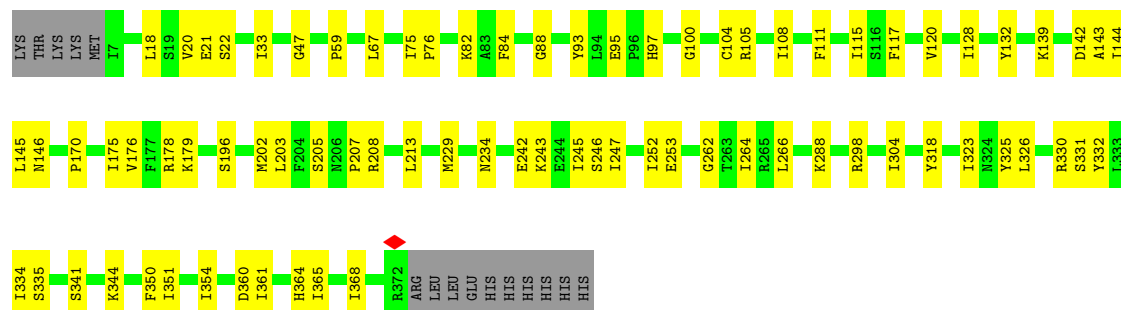 LYS THR LYS LYS MET I7 L18 S19 V20 E21 S22 I33 G47 P59 L67 I75 P76 K82 A83 F84 G88 Y93 L94 E95 P96 H97 G100 C104 R105 I108 F111 I115 S116 F117 V120 I128 Y132 K139 D142 A143 I144
L145 N146 P170 I175 V176 F177 R178 K179 S196 M202 L203 F204 S205 N206 P207 R208 L213 M229 N234 E242 K243 E244 I245 S246 I247 I252 E253 G262 T263 I264 R265 L266 K288 R298 I304 Y318 I323 N324 Y325 L326 R330 S331 Y332 L333
I334 S335 S341 K344 F350 I351 I354 D360 I361 H364 I365 I368 R372 ARG LEU LEU GLU HIS HIS HIS HIS HIS HIS